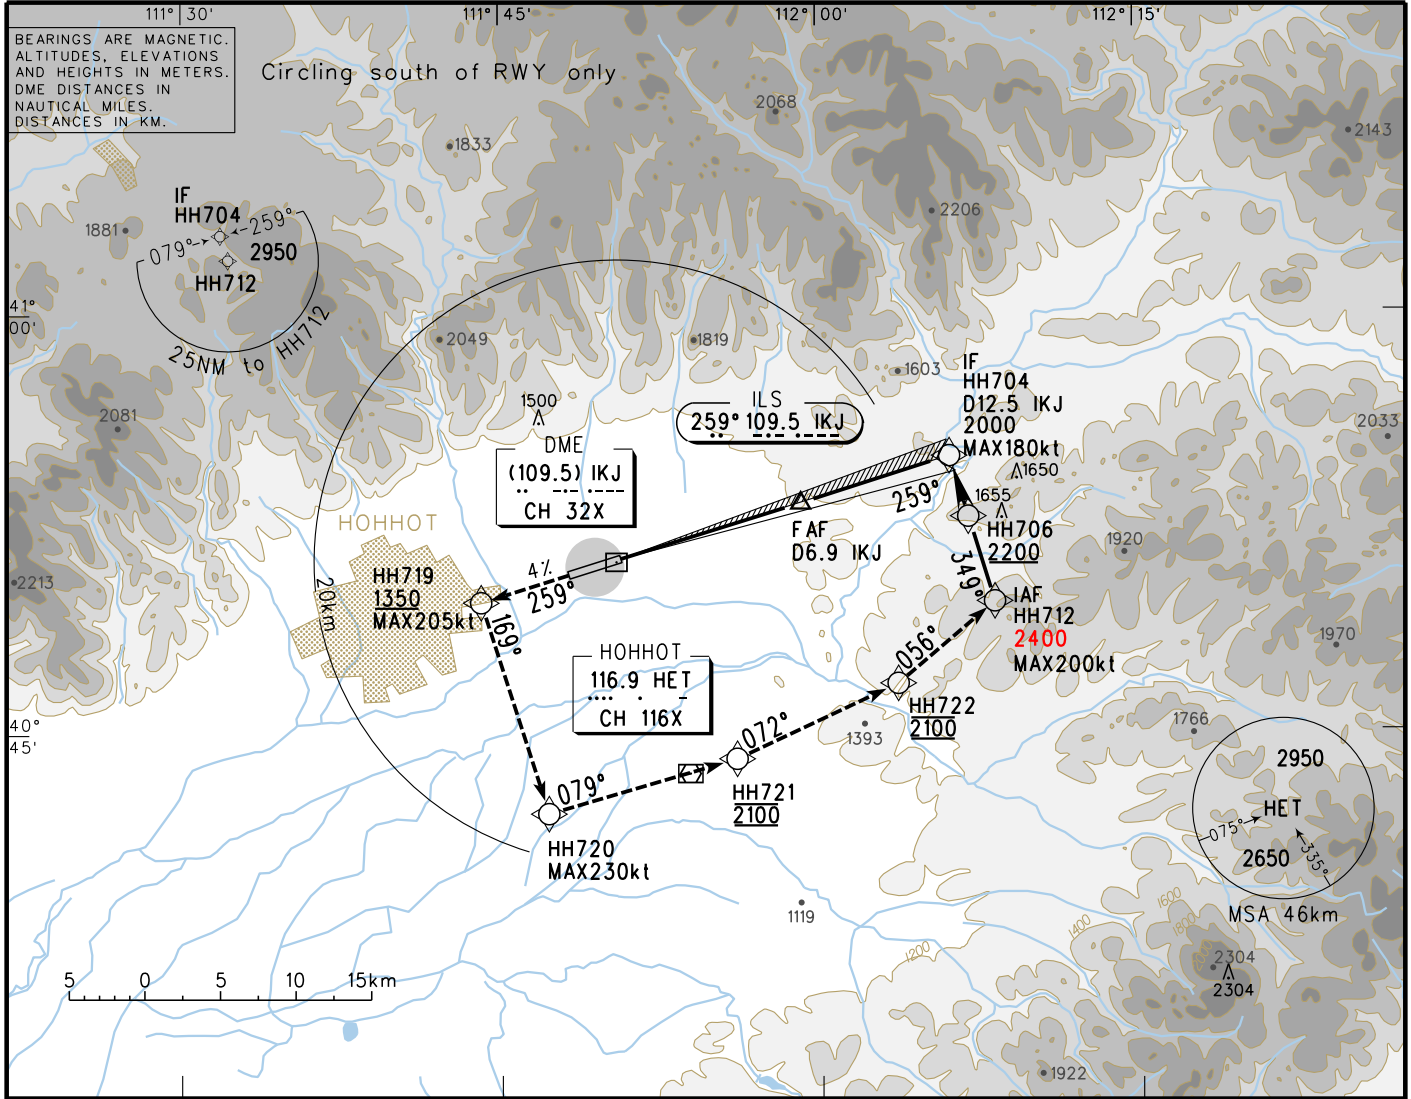 111° 30'
111° 45'
112° 00'
112° 15'
BEARINGS ARE MAGNETIC.
ALTITUDES, ELEVATIONS
AND HEIGHTS IN METERS.
DME DISTANCES IN
NAUTICAL MILES.
DISTANCES IN KM.
Circling south of RWY only
2068
2143
1833
IF
HH704
079°
259°
2950
HH712
25NM to HH712
1881
2206
41°
00'
2049
1819
1603
2081
2033
1500
ILS
259° 109.5 IKJ
IF
HH704
D12.5 IKJ
2000
MAX180kt
1650
DME
(109.5) IKJ
CH 32X
HOHHOT
259°
1655
FAF
D6.9 IKJ
HH706
2200
1920
2213
20km
HH719
1350
MAX205kt
4%
259°
349°
IAF
HH712
2400
MAX200kt
1970
169°
056°
HOHHOT
116.9 HET
CH 116X
HH722
2100
1393
1766
40°
45'
072°
079°
HH721
2100
2950
HET
075°
335°
2650
MSA 46km
HH720
MAX230kt
1119
1200
1400
1600
1800
2304
2304
5 0 5 10 15km
1922